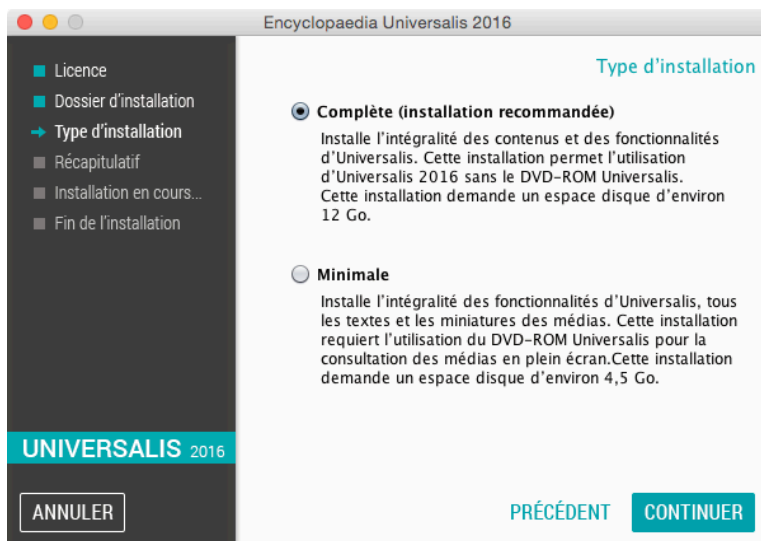 Encyclopaedia Universalis 2016
Licence
Dossier d'installation
Type d'installation
Récapitulatif
Installation en cours...
Fin de l'installation
UNIVERSALIS 2016
ANNULER
Type d'installation
Complète (installation recommandée)
Installe l'intégralité des contenus et des fonctionnalités
d'Universalis. Cette installation permet l'utilisation
d'Universalis 2016 sans le DVD-ROM Universalis.
Cette installation demande un espace disque d'environ
12 Go.
Minimale
Installe l'intégralité des fonctionnalités d'Universalis, tous
les textes et les miniatures des médias. Cette installation
requiert l'utilisation du DVD-ROM Universalis pour la
consultation des médias en plein écran.Cette installation
demande un espace disque d'environ 4,5 Go.
PRÉCÉDENT
CONTINUER